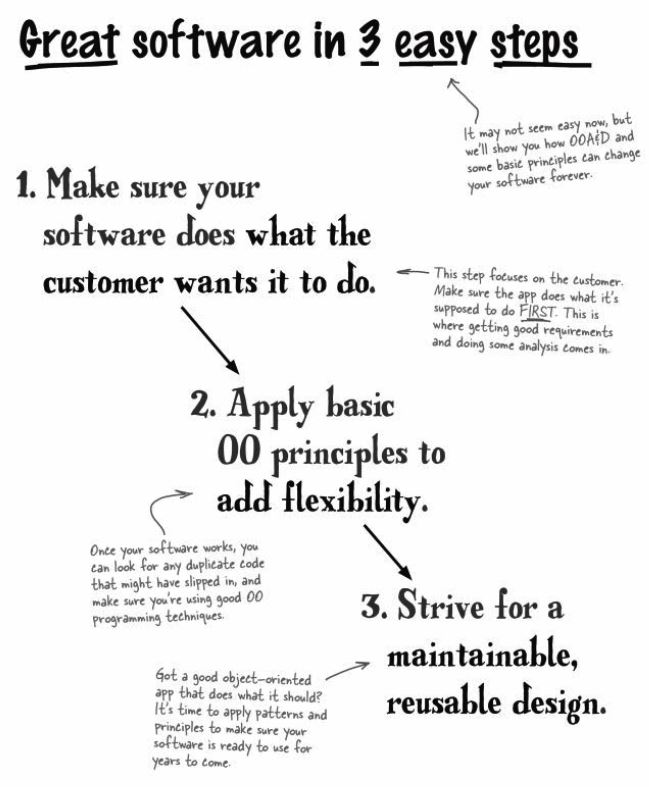 Great software in 3 easy steps
It may not seem easy now, but
we'll show you how OOA&D and
some basic principles can change
your software forever.
1. Make sure your
software does what the
customer wants it to do.
This step focuses on the customer.
Make sure the app does what it's
supposed to do FIRST. This is
where getting good requirements
and doing some analysis comes in.
2. Apply basic
OO principles to
add flexibility.
Once your software works, you
can look for any duplicate code
that might have slipped in, and
make sure you're using good OO
programming techniques.
3. Strive for a
maintainable,
reusable design.
Got a good object-oriented
app that does what it should?
It's time to apply patterns and
principles to make sure your
software is ready to use for
years to come.